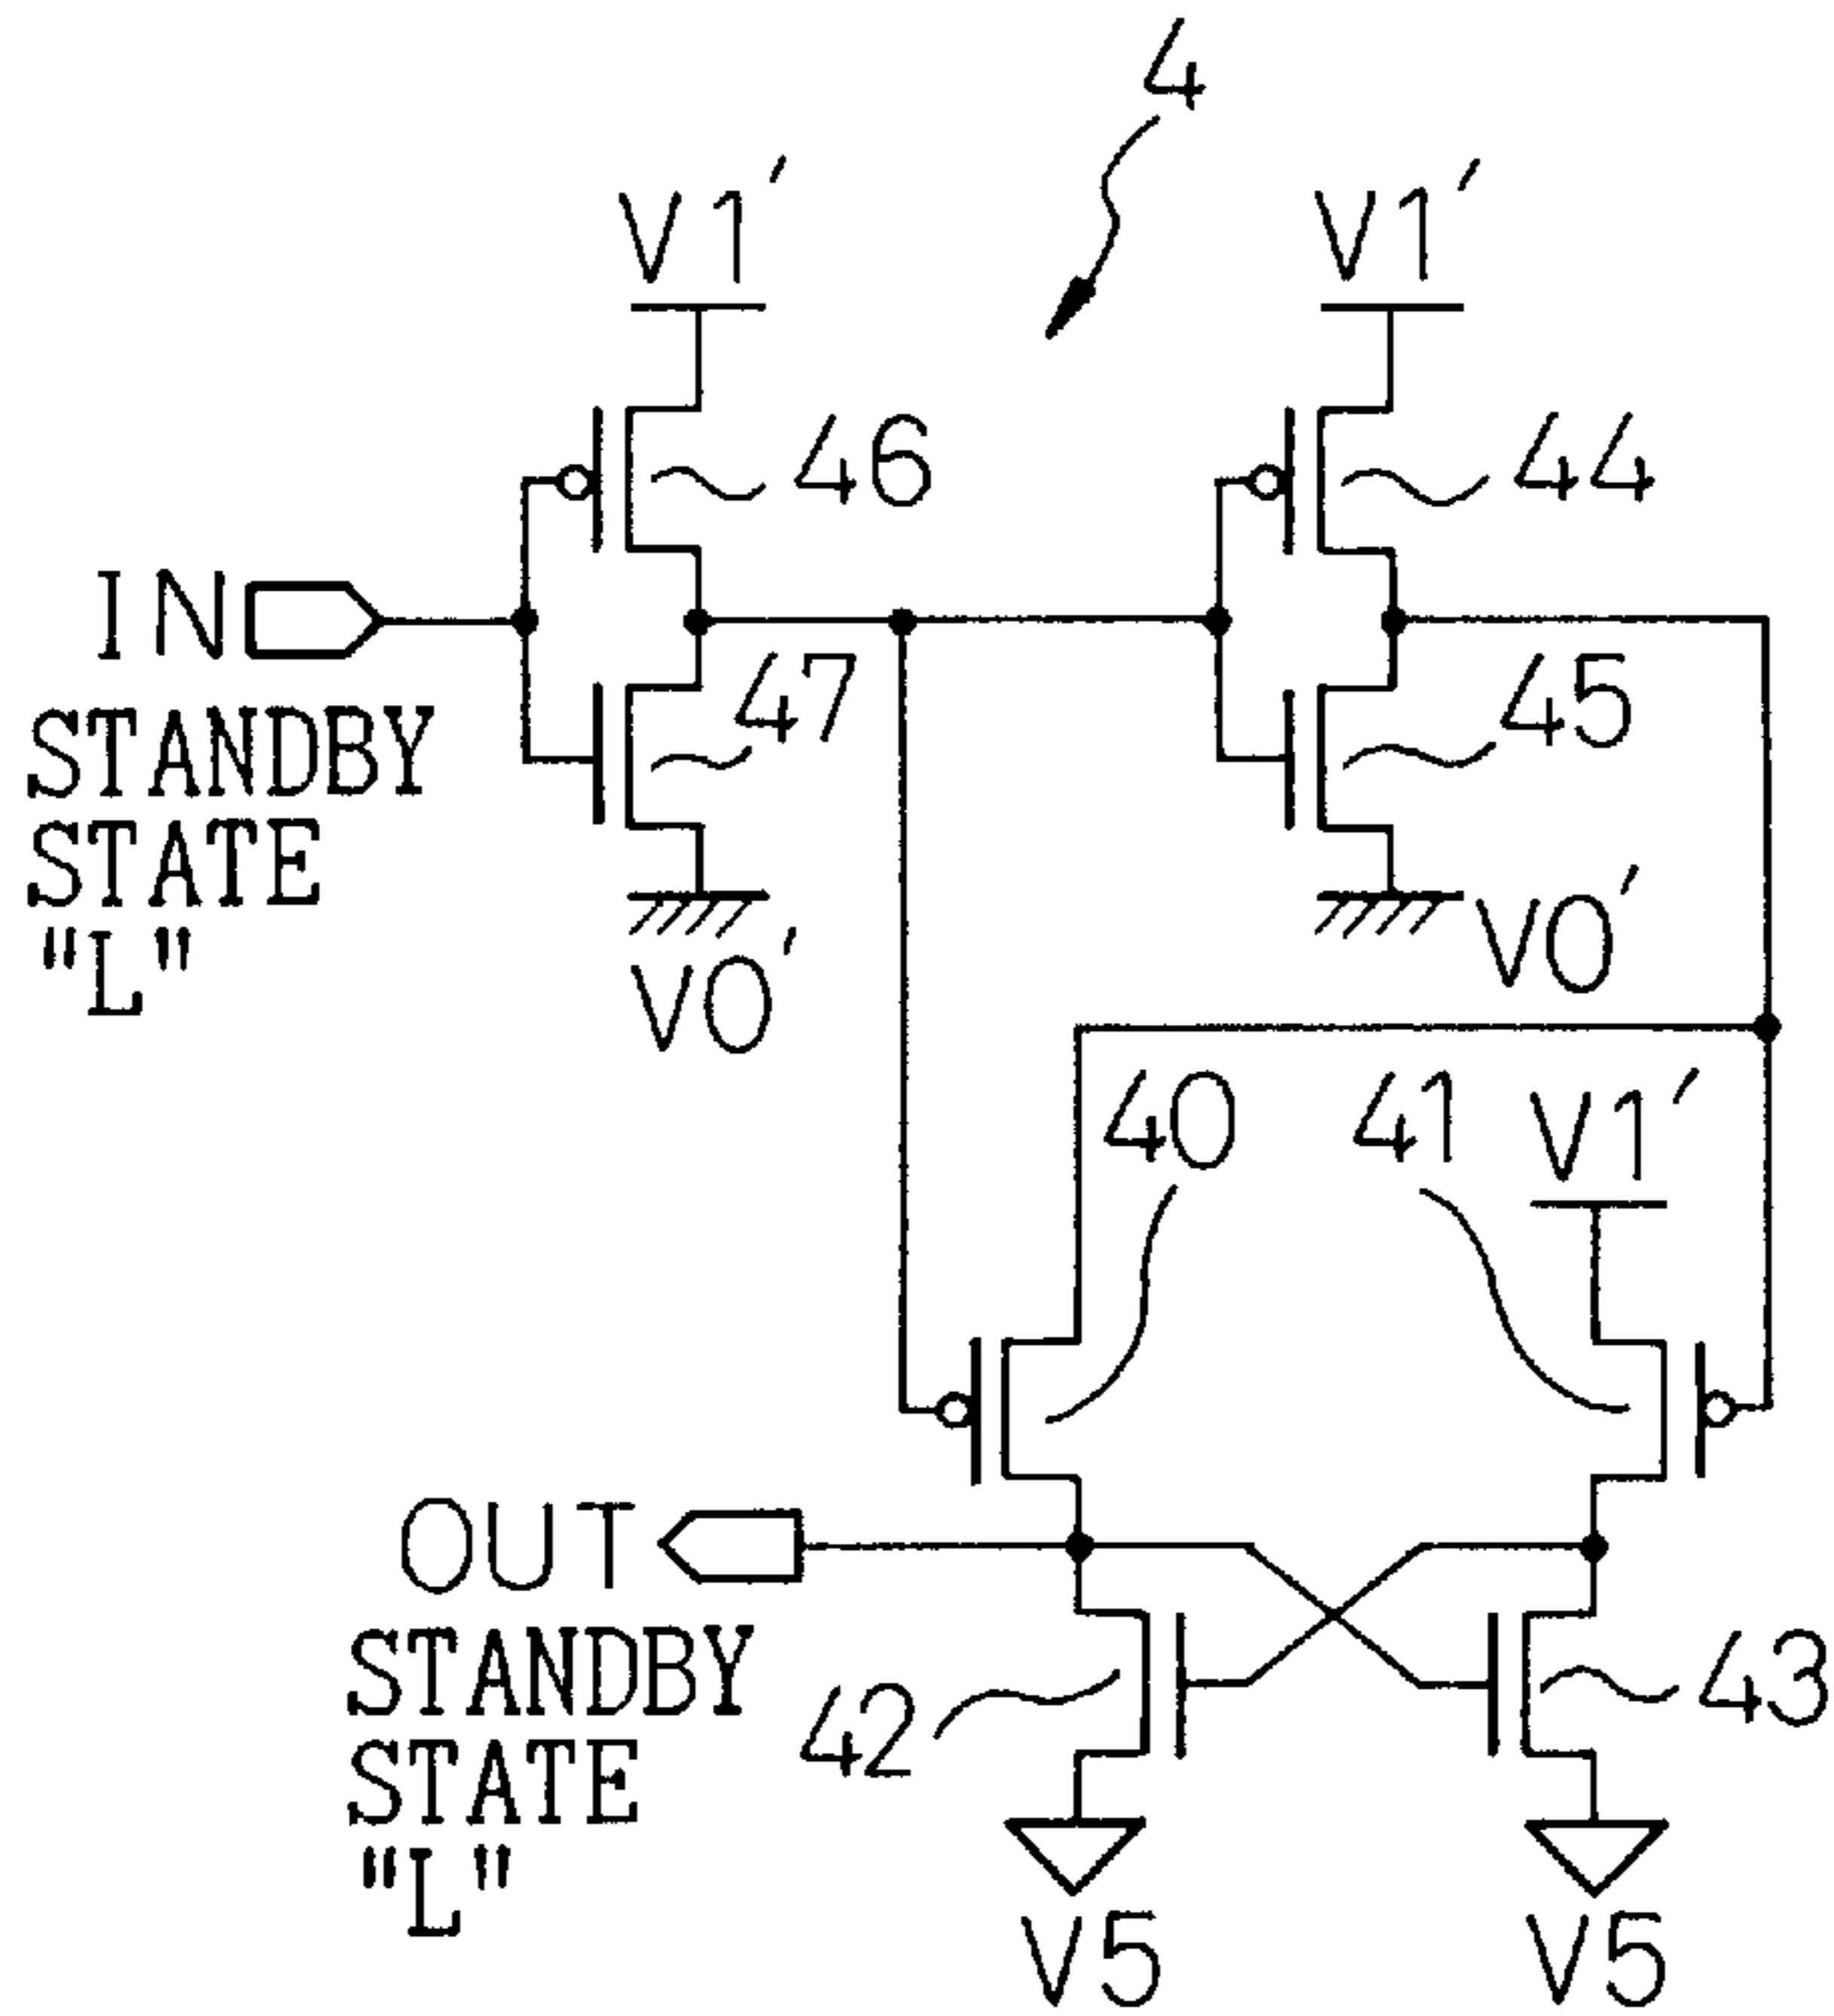 4
V1′
V1′
46
44
IN
47
45
STANDBY
STATE
"L"
V0′
V0′
40
41
V1′
OUT
STANDBY
STATE
"L"
42
43
V5
V5